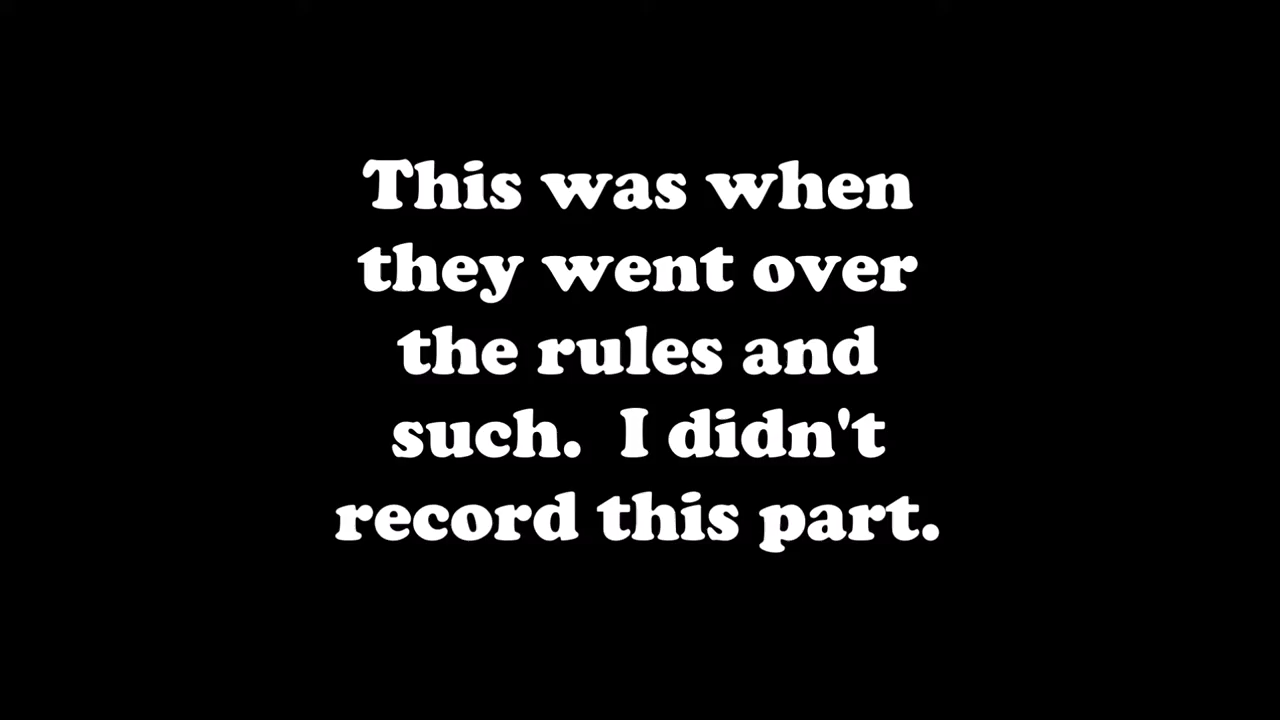 This was when
they went over
the rules and
such.  I didn't
record this part.